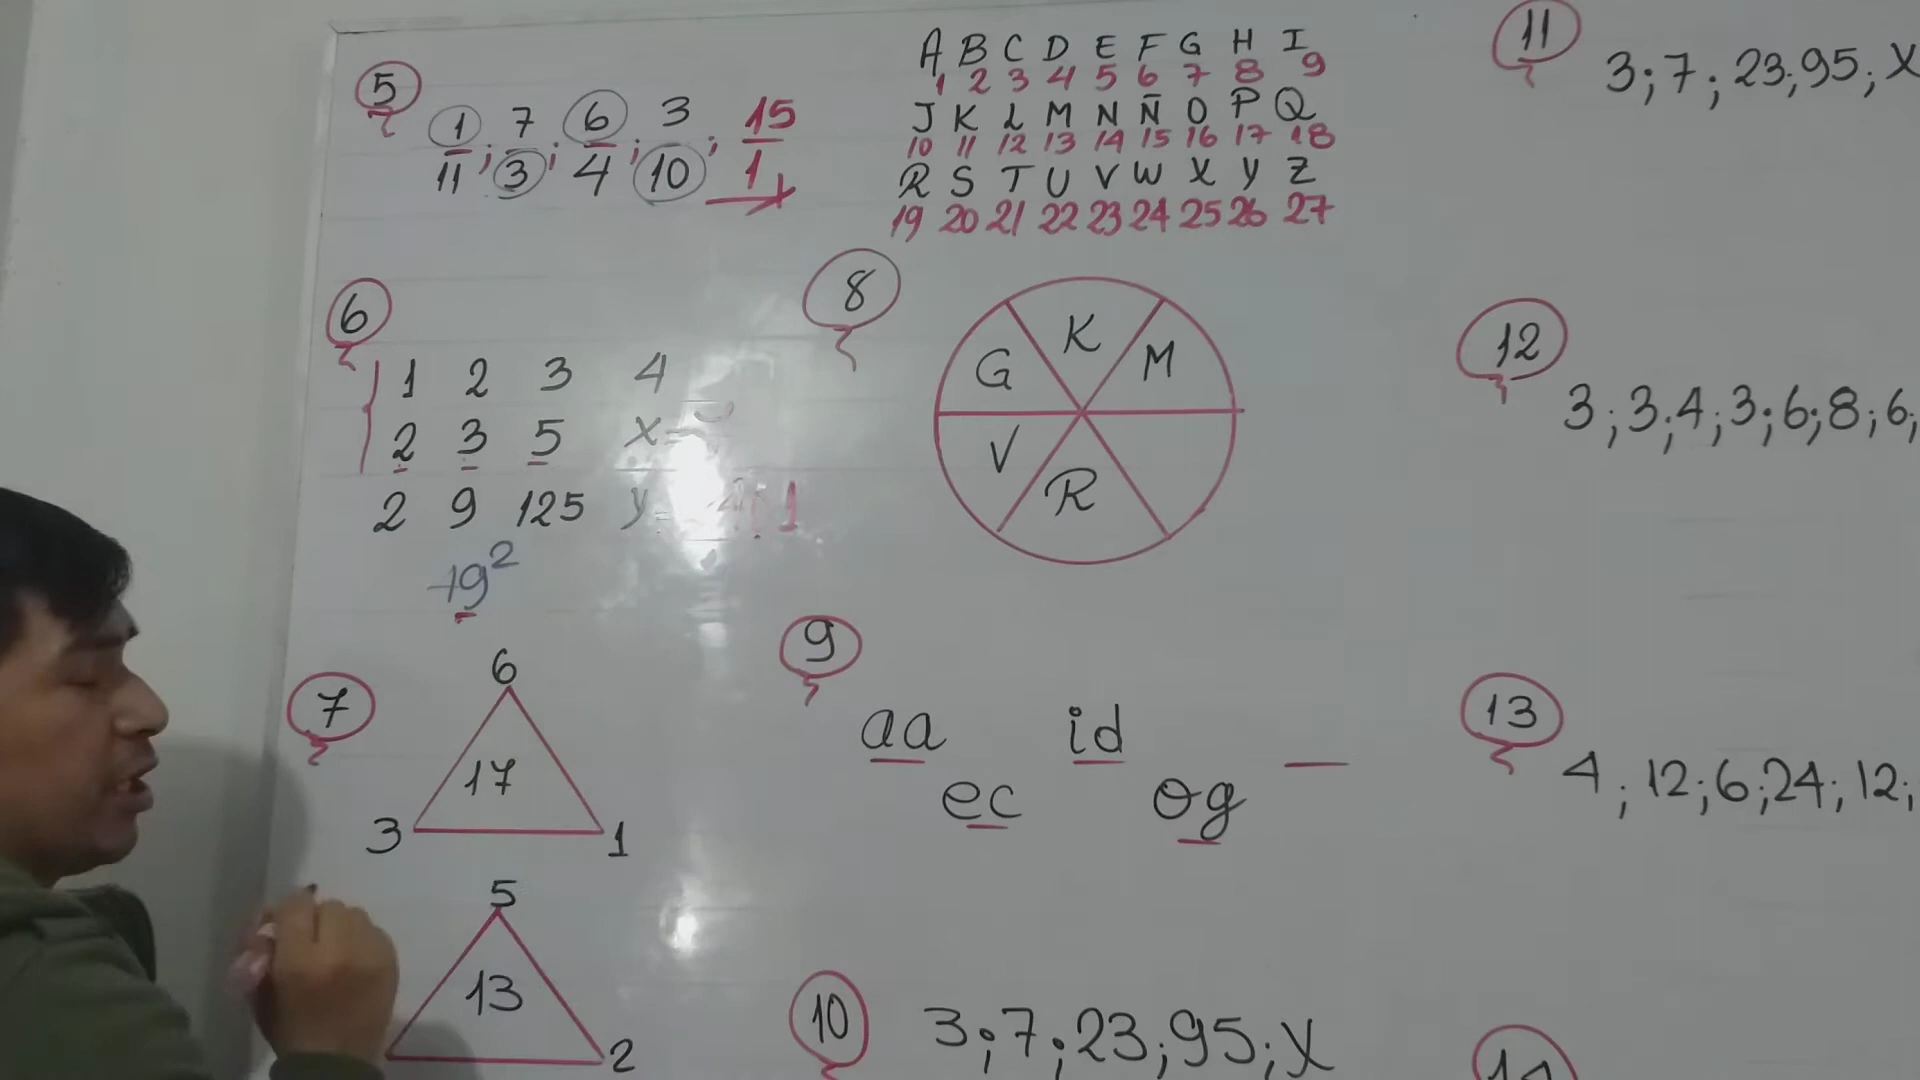 5
1 7 6 3 15
11 ; 3 ; 4 ; 10 ; 1
A B C D E F G H I
1 2 3 4 5 6 7 8 9
J K L M N Ñ O P Q
10 11 12 13 14 15 16 17 18
R S T U V W X Y Z
19 20 21 22 23 24 25 26 27
6
1 2 3 4
2 3 5 x=
2 9 125 y= 1
19²
7
6
17
3 1
5
13
2
8
G K M
V R
9
aa id
ec og
10
3;7;23;95;X
11
3;7;23;95;X
12
3;3;4;3;6;8;6;
13
4;12;6;24;12;